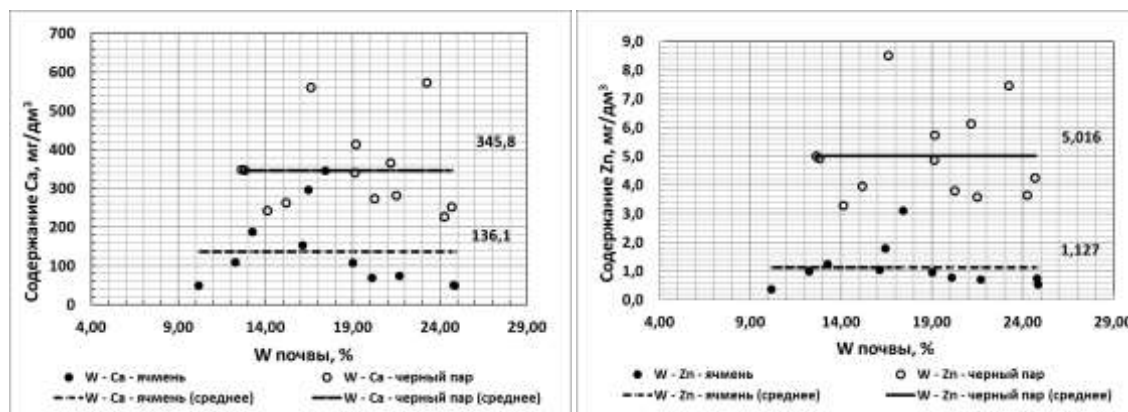 700
600
500
400
300
200
100
0
Содержание Ca, мг/дм³
345,8
136,1
4,00 9,00 14,00 19,00 24,00 29,00
W почвы, %
W - Ca - ячмень W - Ca - черный пар
W - Ca - ячмень (среднее) W - Ca - черный пар (среднее)
9,0
8,0
7,0
6,0
5,0
4,0
3,0
2,0
1,0
0,0
Содержание Zn, мг/дм³
5,016
1,127
4,00 9,00 14,00 19,00 24,00 29,00
W почвы, %
W - Zn - ячмень W - Zn - черный пар
W - Zn - ячмень (среднее) W - Zn - черный пар (среднее)